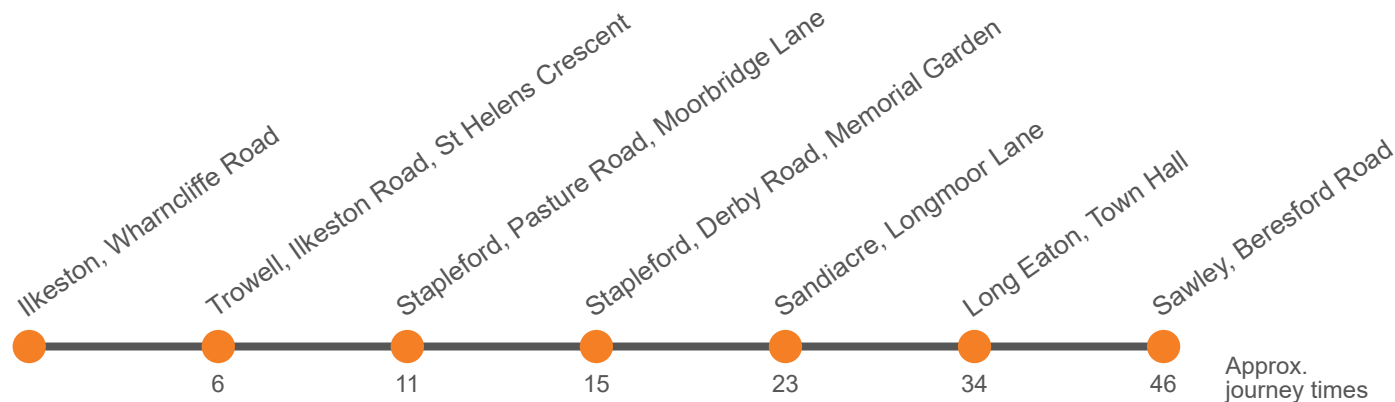 Ilkeston, Wharncliffe Road
Trowell, Ilkeston Road, St Helens Crescent
Stapleford, Pasture Road, Moorbridge Lane
Stapleford, Derby Road, Memorial Garden
Sandiacre, Longmoor Lane
Long Eaton, Town Hall
Sawley, Beresford Road
6
11
15
23
34
46
Approx.
journey times